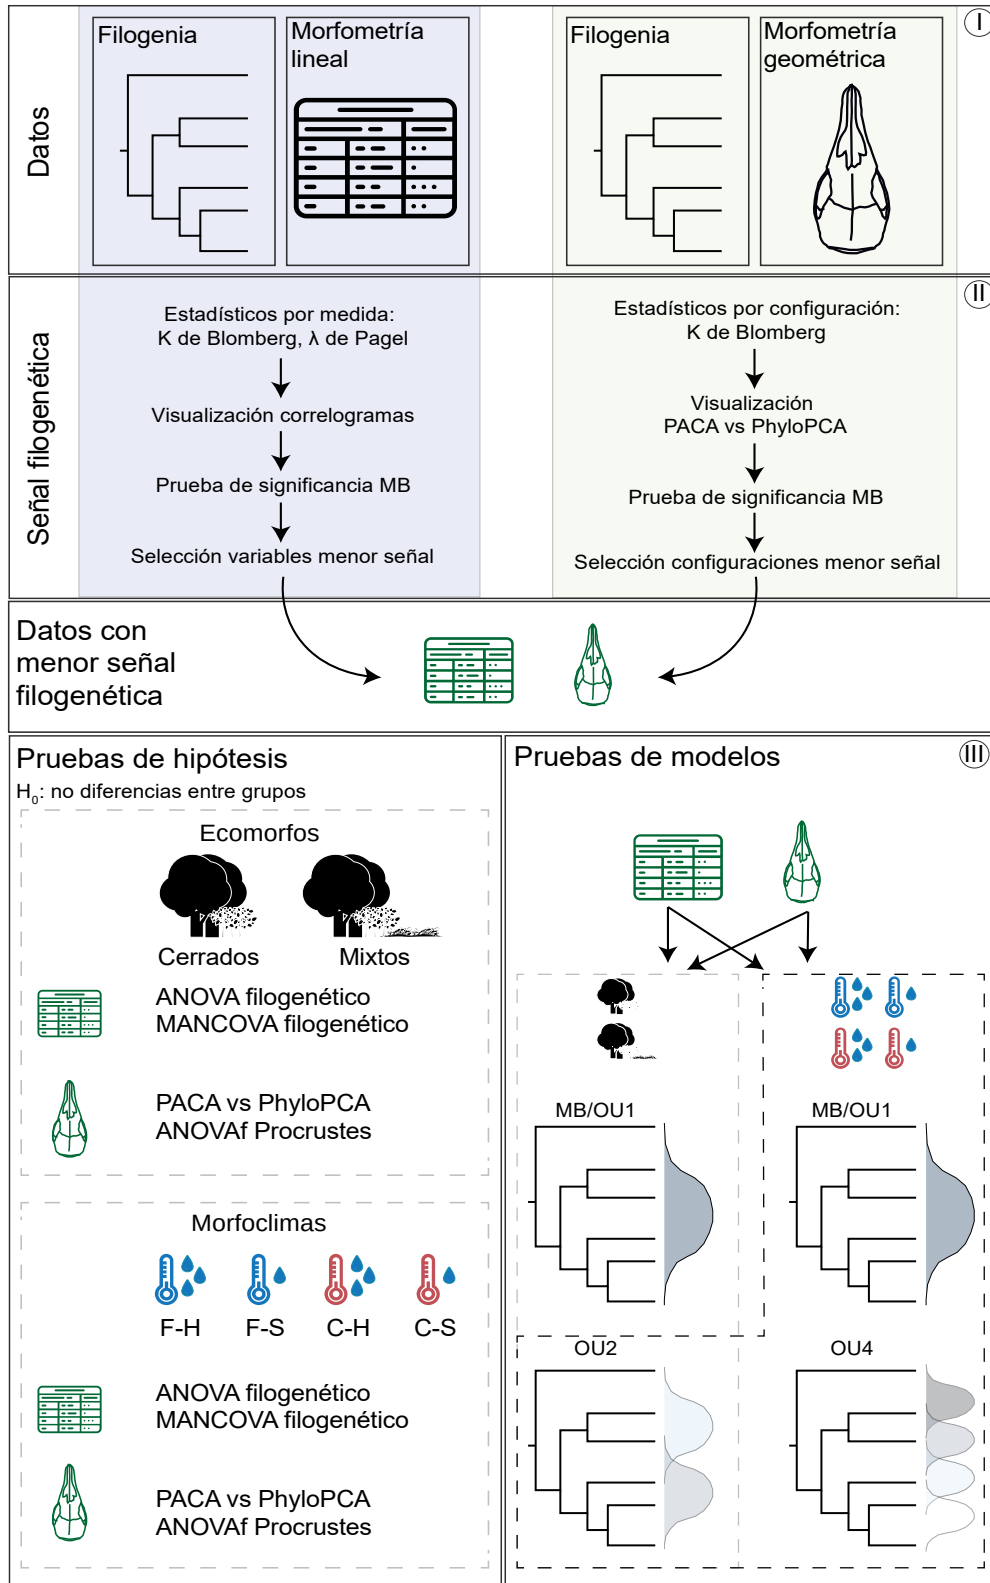 I
Datos
Filogenia
Morfometría
lineal
Filogenia
Morfometría
geométrica
II
Señal filogenética
Estadísticos por medida:
K de Blomberg, λ de Pagel
Visualización correlogramas
Prueba de significancia MB
Selección variables menor señal
Estadísticos por configuración:
K de Blomberg
Visualización
PACA vs PhyloPCA
Prueba de significancia MB
Selección configuraciones menor señal
Datos con
menor señal
filogenética
Pruebas de hipótesis
H0: no diferencias entre grupos
Ecomorfos
Cerrados Mixtos
ANOVA filogenético
MANCOVA filogenético
PACA vs PhyloPCA
ANOVAf Procrustes
Morfoclimas
F-H F-S C-H C-S
ANOVA filogenético
MANCOVA filogenético
PACA vs PhyloPCA
ANOVAf Procrustes
Pruebas de modelos
III
MB/OU1 MB/OU1
OU2 OU4